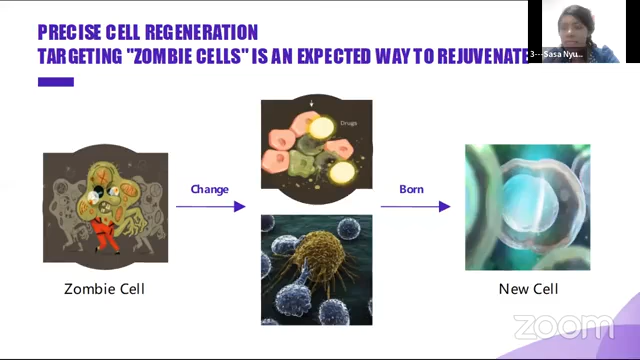 PRECISE CELL REGENERATION
TARGETING "ZOMBIE CELLS" IS AN EXPECTED WAY TO REJUVENATE
3---Sasa Nyu...
Drugs
Change
Born
Zombie Cell
New Cell
zoom